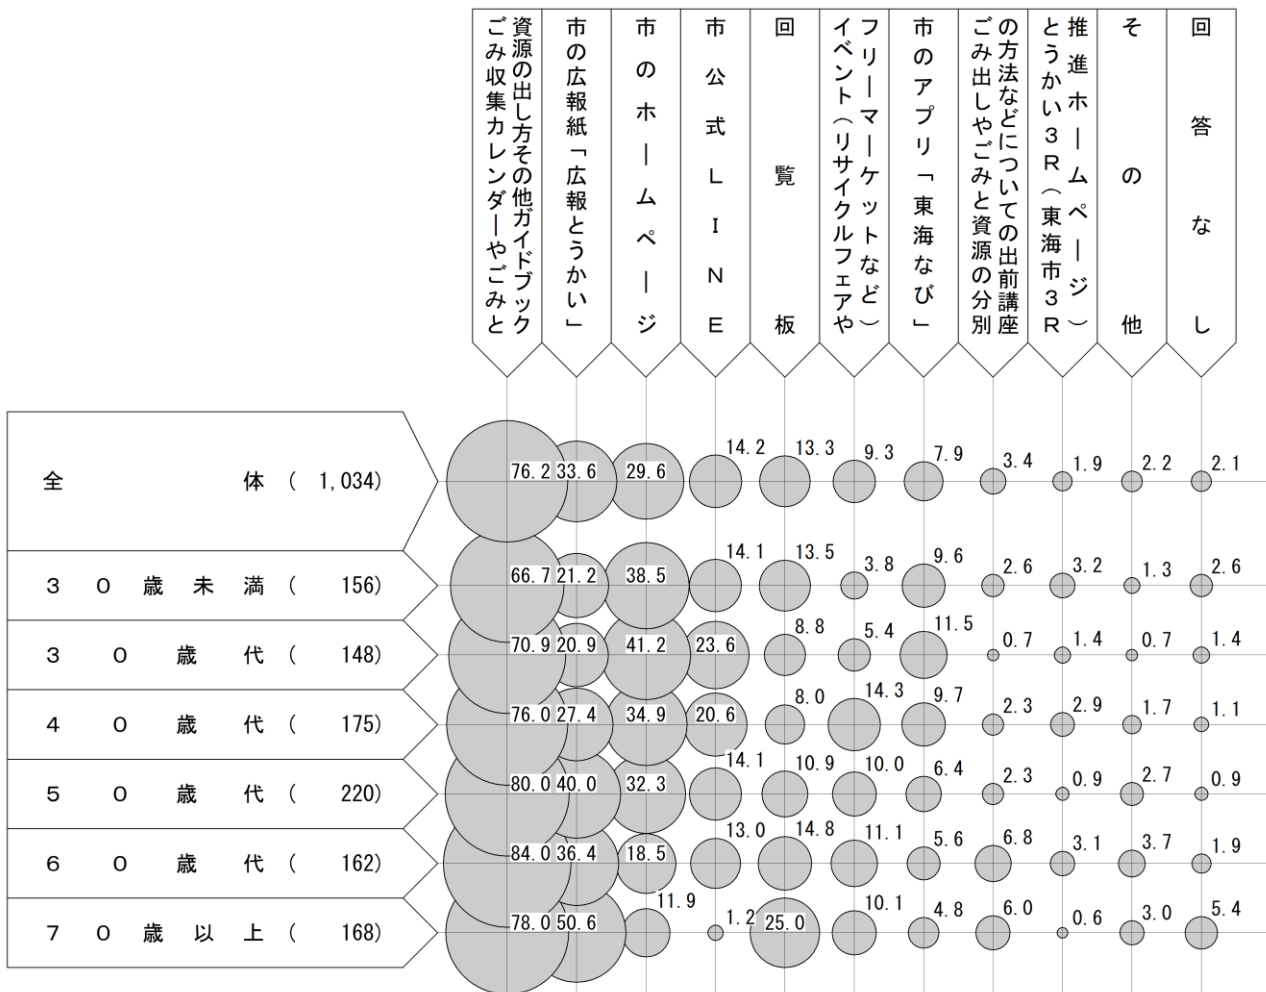 資源の出し方その他ガイドブック
ごみ収集カレンダーやごみと
市の広報紙「広報とうかい」
市のホームページ
市公式LINE
回覧板
フリーマーケットなど）
イベント（リサイクルフェアや
市のアプリ「東海なび」
の方法などについての出前講座
ごみ出しやごみと資源の分別
推進ホームページ）
とうかい3R（東海市3R
その他
回答なし
全体（ 1,034) 76.2 33.6 29.6 14.2 13.3 9.3 7.9 3.4 1.9 2.2 2.1
30歳未満（ 156) 66.7 21.2 38.5 14.1 13.5 3.8 9.6 2.6 3.2 1.3 2.6
30歳代（ 148) 70.9 20.9 41.2 23.6 8.8 5.4 11.5 0.7 1.4 0.7 1.4
40歳代（ 175) 76.0 27.4 34.9 20.6 8.0 14.3 9.7 2.3 2.9 1.7 1.1
50歳代（ 220) 80.0 40.0 32.3 14.1 10.9 10.0 6.4 2.3 0.9 2.7 0.9
60歳代（ 162) 84.0 36.4 18.5 13.0 14.8 11.1 5.6 6.8 3.1 3.7 1.9
70歳以上（ 168) 78.0 50.6 11.9 1.2 25.0 10.1 4.8 6.0 0.6 3.0 5.4